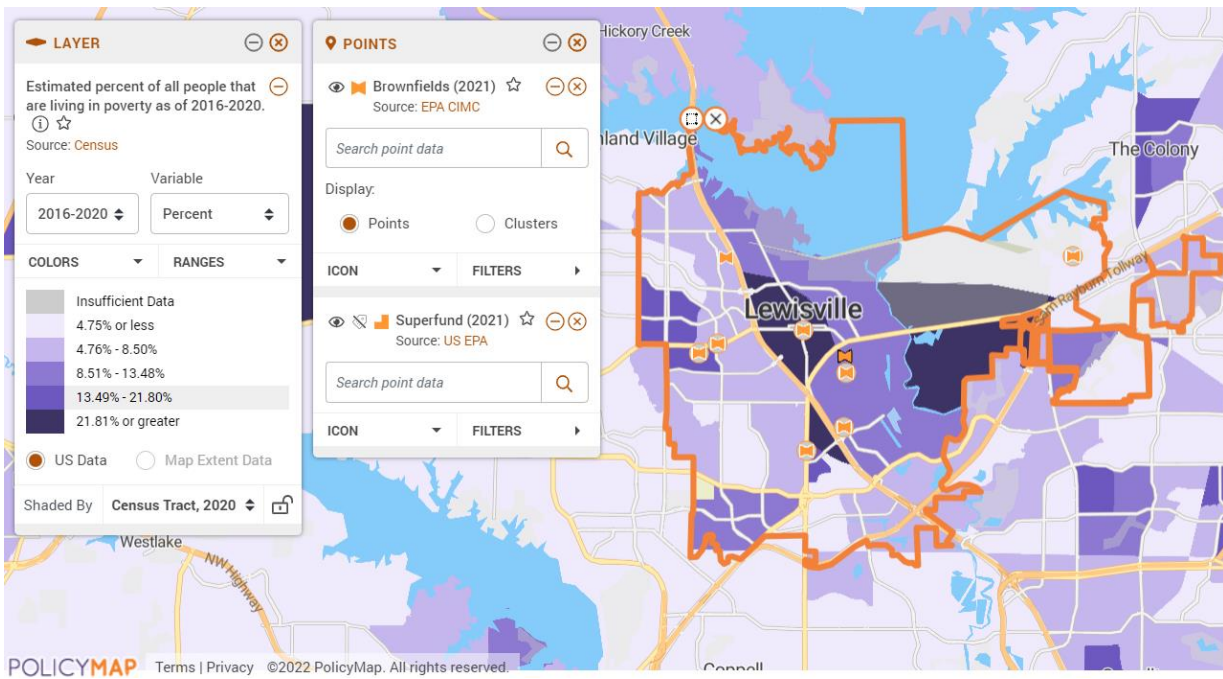 LAYER
Estimated percent of all people that
are living in poverty as of 2016-2020.
Source: Census
Year Variable
2016-2020 Percent
COLORS RANGES
Insufficient Data
4.75% or less
4.76% - 8.50%
8.51% - 13.48%
13.49% - 21.80%
21.81% or greater
US Data Map Extent Data
Shaded By Census Tract, 2020
POINTS
Brownfields (2021)
Source: EPA CIMC
Search point data
Display:
Points Clusters
ICON FILTERS
Superfund (2021)
Source: US EPA
Search point data
ICON FILTERS
Hickory Creek
land Village
The Colony
Lewisville
Sam Rayburn Tollway
Westlake
NW Highway
Coppell
POLICYMAP Terms | Privacy ©2022 PolicyMap. All rights reserved.